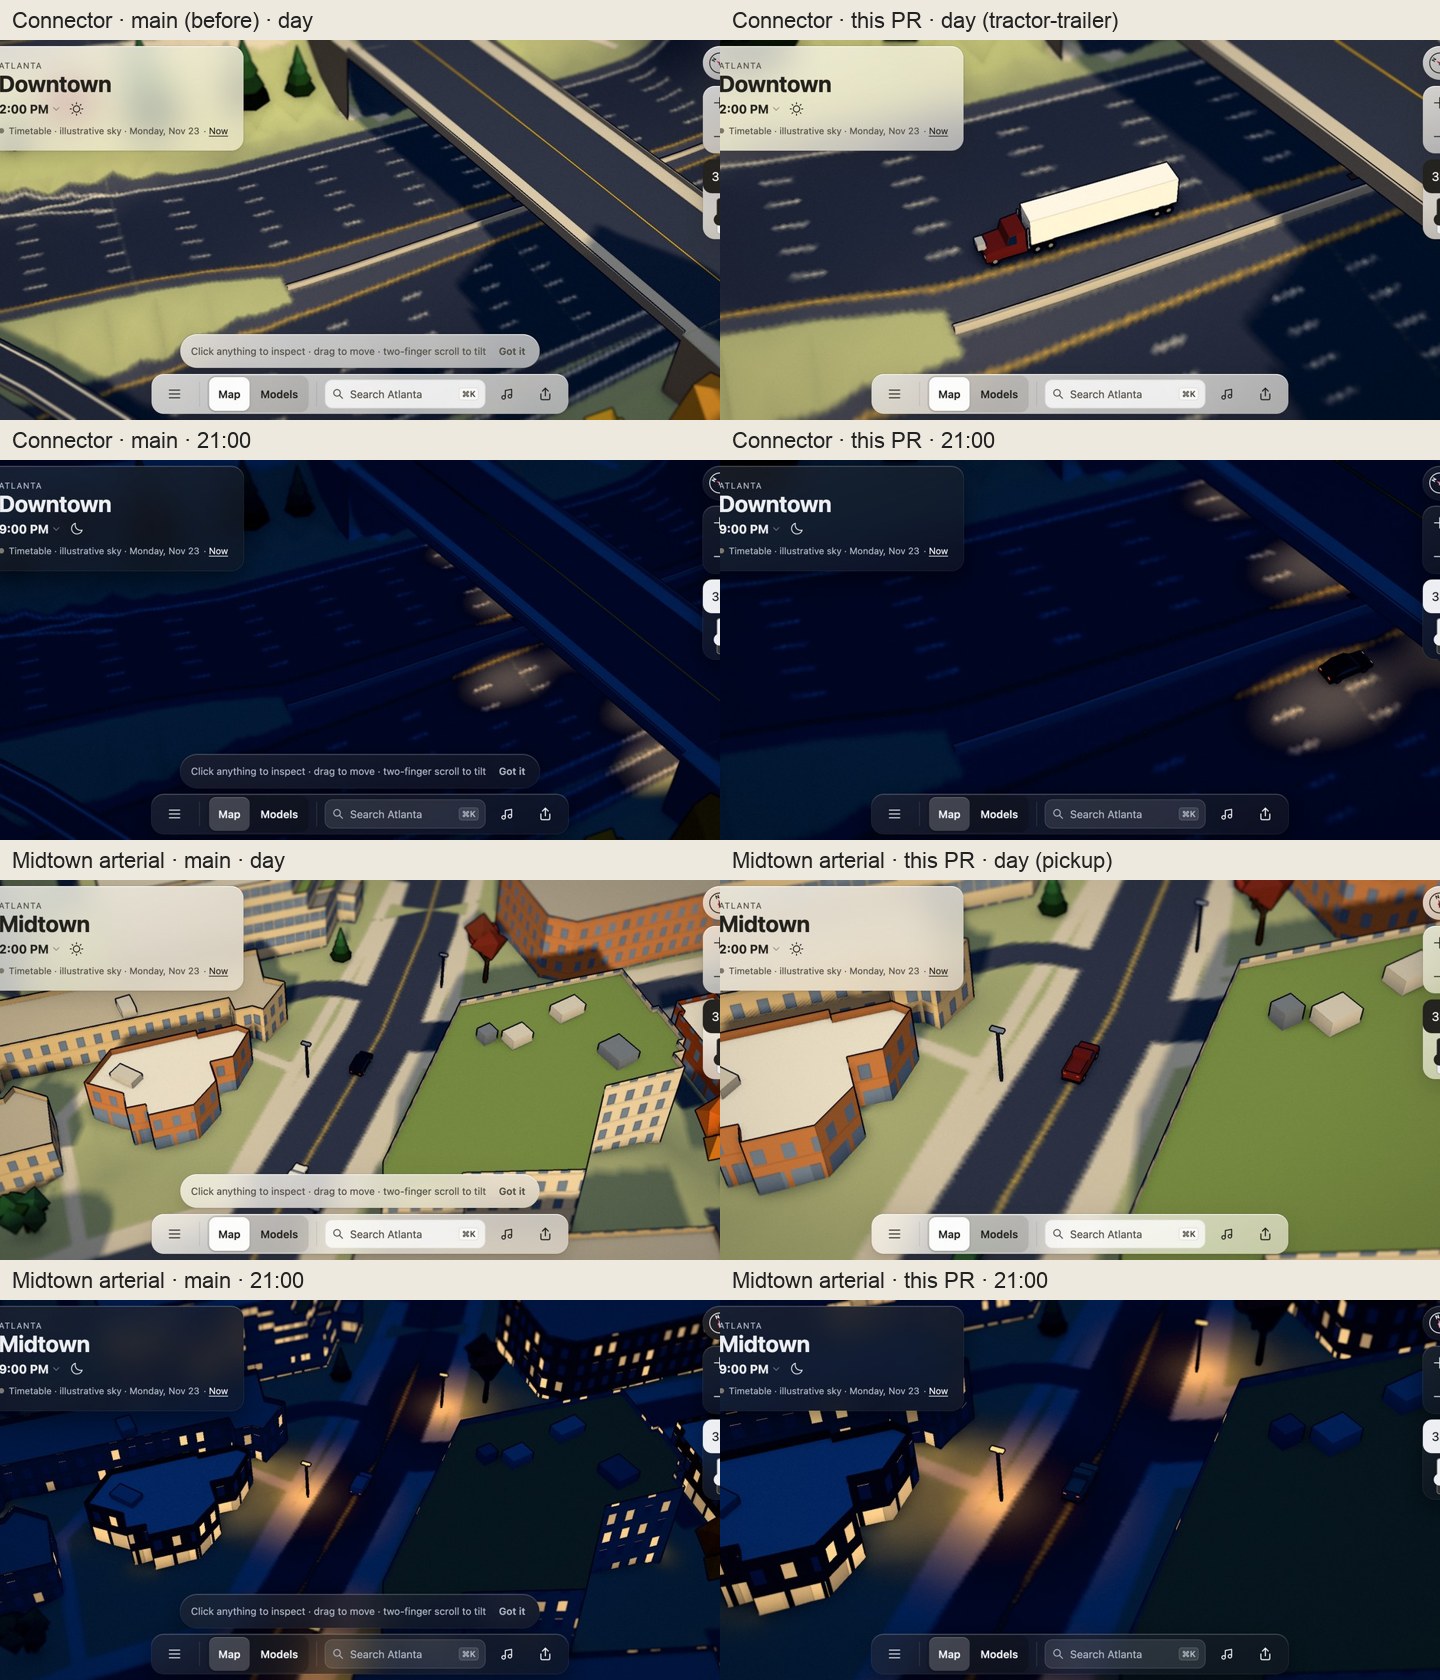 Connector · main (before) · day
Connector · this PR · day (tractor-trailer)
ATLANTA
Downtown
2:00 PM
Timetable · illustrative sky · Monday, Nov 23 · Now
3
Click anything to inspect · drag to move · two-finger scroll to tilt Got it
Map Models Search Atlanta ⌘K
ATLANTA
Downtown
2:00 PM
Timetable · illustrative sky · Monday, Nov 23 · Now
3
Map Models Search Atlanta ⌘K
Connector · main · 21:00
Connector · this PR · 21:00
ATLANTA
Downtown
9:00 PM
Timetable · illustrative sky · Monday, Nov 23 · Now
3
Click anything to inspect · drag to move · two-finger scroll to tilt Got it
Map Models Search Atlanta ⌘K
ATLANTA
Downtown
9:00 PM
Timetable · illustrative sky · Monday, Nov 23 · Now
3
Map Models Search Atlanta ⌘K
Midtown arterial · main · day
Midtown arterial · this PR · day (pickup)
ATLANTA
Midtown
2:00 PM
Timetable · illustrative sky · Monday, Nov 23 · Now
3
Click anything to inspect · drag to move · two-finger scroll to tilt Got it
Map Models Search Atlanta ⌘K
ATLANTA
Midtown
2:00 PM
Timetable · illustrative sky · Monday, Nov 23 · Now
3
Map Models Search Atlanta ⌘K
Midtown arterial · main · 21:00
Midtown arterial · this PR · 21:00
ATLANTA
Midtown
9:00 PM
Timetable · illustrative sky · Monday, Nov 23 · Now
3
Click anything to inspect · drag to move · two-finger scroll to tilt Got it
Map Models Search Atlanta ⌘K
ATLANTA
Midtown
9:00 PM
Timetable · illustrative sky · Monday, Nov 23 · Now
3
Map Models Search Atlanta ⌘K